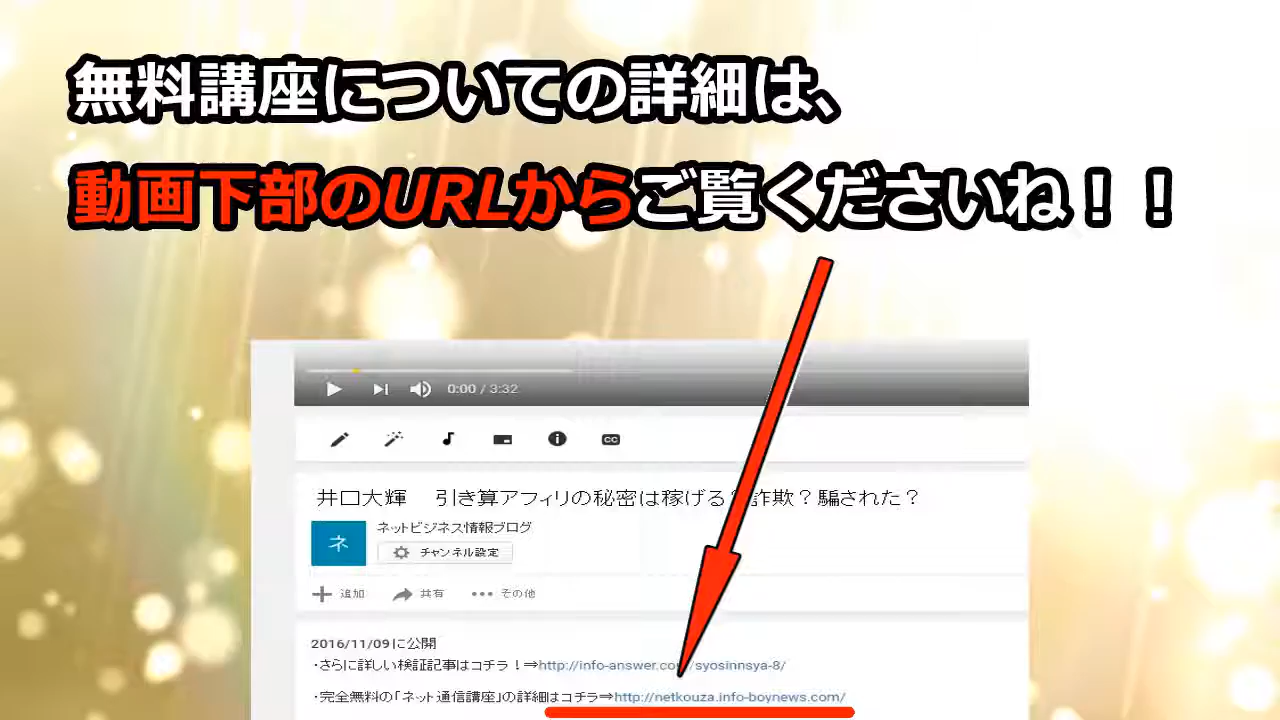 無料講座についての詳細は、
動画下部のURLからご覧くださいね！！
0:00 / 3:32
CC
井口大輝　引き算アフィリの秘密は稼げる？詐欺？騙された？
ネ
ネットビジネス情報ブログ
チャンネル設定
追加 共有 その他
2016/11/09に公開
・さらに詳しい検証記事はコチラ！⇒http://info-answer.com/syosinnsya-8/
・完全無料の「ネット通信講座」の詳細はコチラ⇒http://netkouza.info-boynews.com/